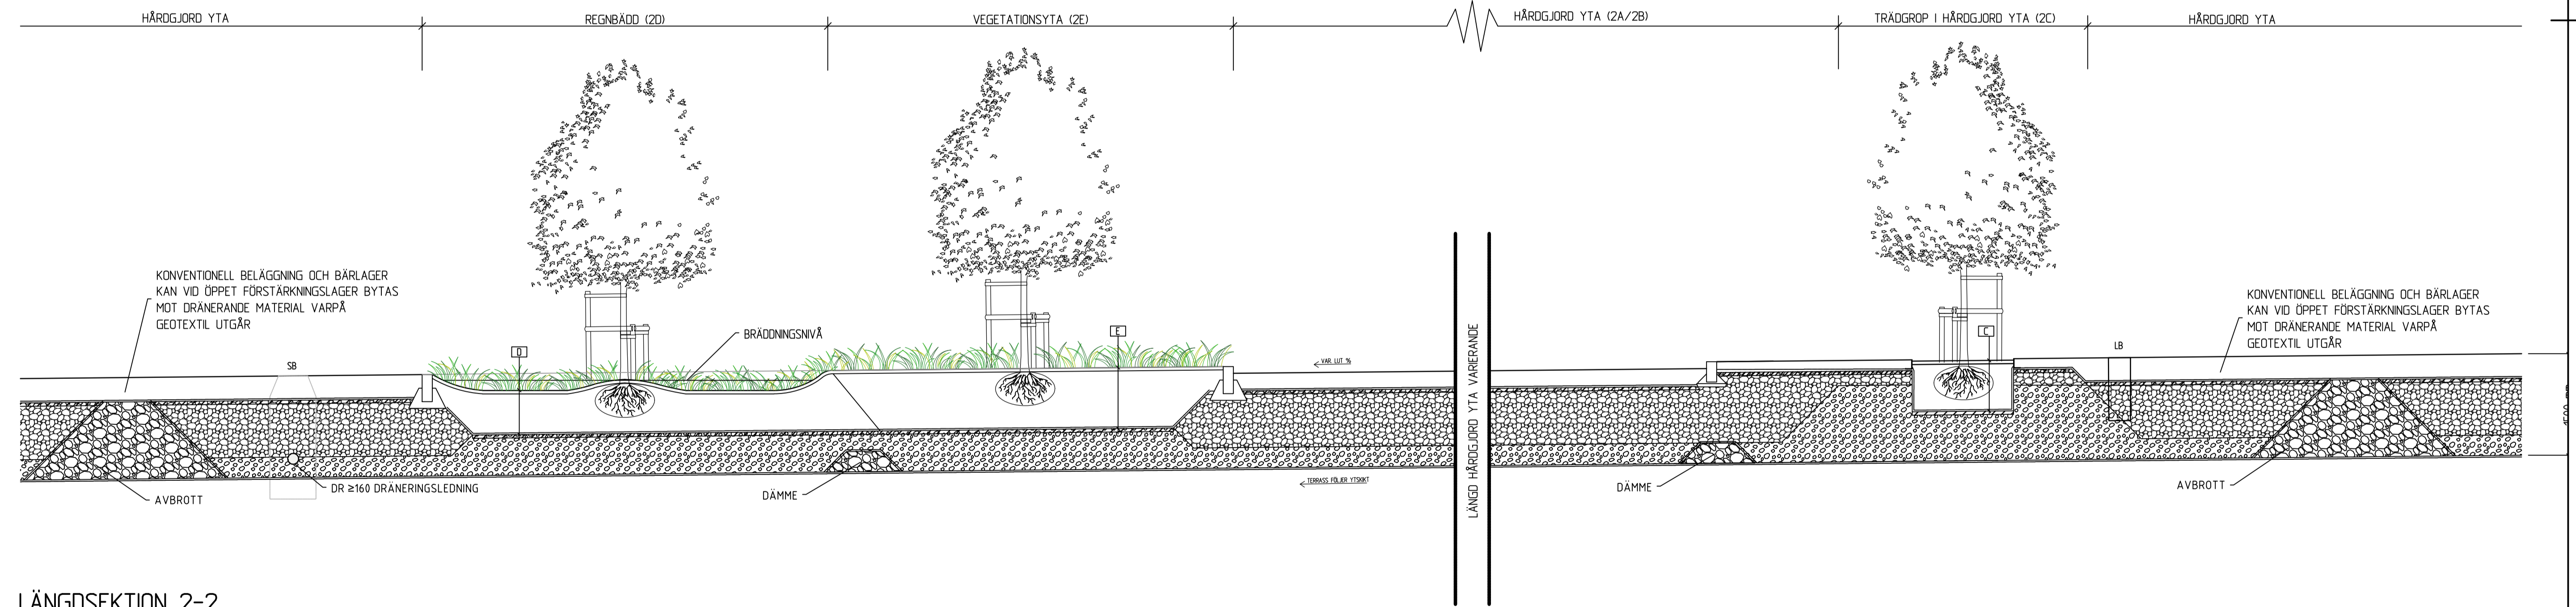 HÅRDGJORD YTA
REGNBÄDD (2D)
VEGETATIONSYTA (2E)
HÅRDGJORD YTA (2A/2B)
TRÄDGROP I HÅRDGJORD YTA (2C)
HÅRDGJORD YTA
KONVENTIONELL BELÄGGNING OCH BÄRLAGER
KAN VID ÖPPET FÖRSTÄRKNINGSLAGER BYTAS
MOT DRÄNERANDE MATERIAL VARPÅ
GEOTEXTIL UTGÅR
SB
D
BRÄDDNINGSNIVÅ
E
VAR. LUT. %
LÄNGD HÅRDGJORD YTA VARIERANDE
C
LB
KONVENTIONELL BELÄGGNING OCH BÄRLAGER
KAN VID ÖPPET FÖRSTÄRKNINGSLAGER BYTAS
MOT DRÄNERANDE MATERIAL VARPÅ
GEOTEXTIL UTGÅR
AVBROTT
DR ≥160 DRÄNERINGSLEDNING
DÄMME
TERRASS FÖLJER YTSKIKT
DÄMME
AVBROTT
LÄNGDSEKTION 2-2